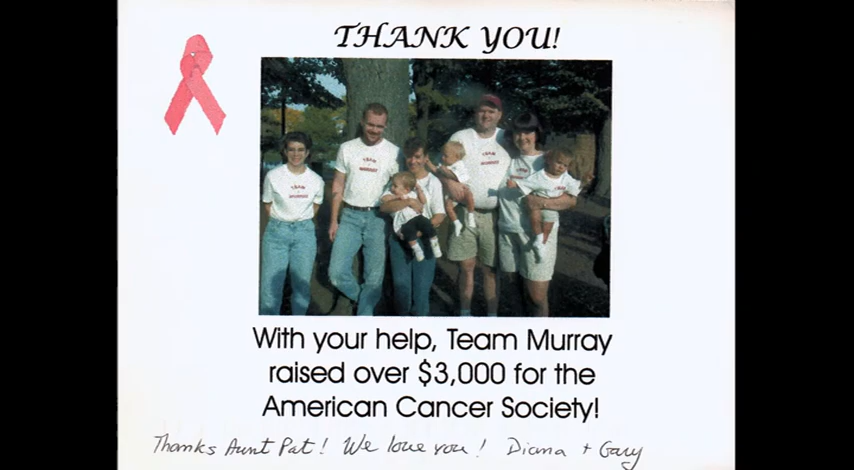 THANK YOU!
With your help, Team Murray
raised over $3,000 for the
American Cancer Society!
Thanks Aunt Pat! We love you! Diana + Gary